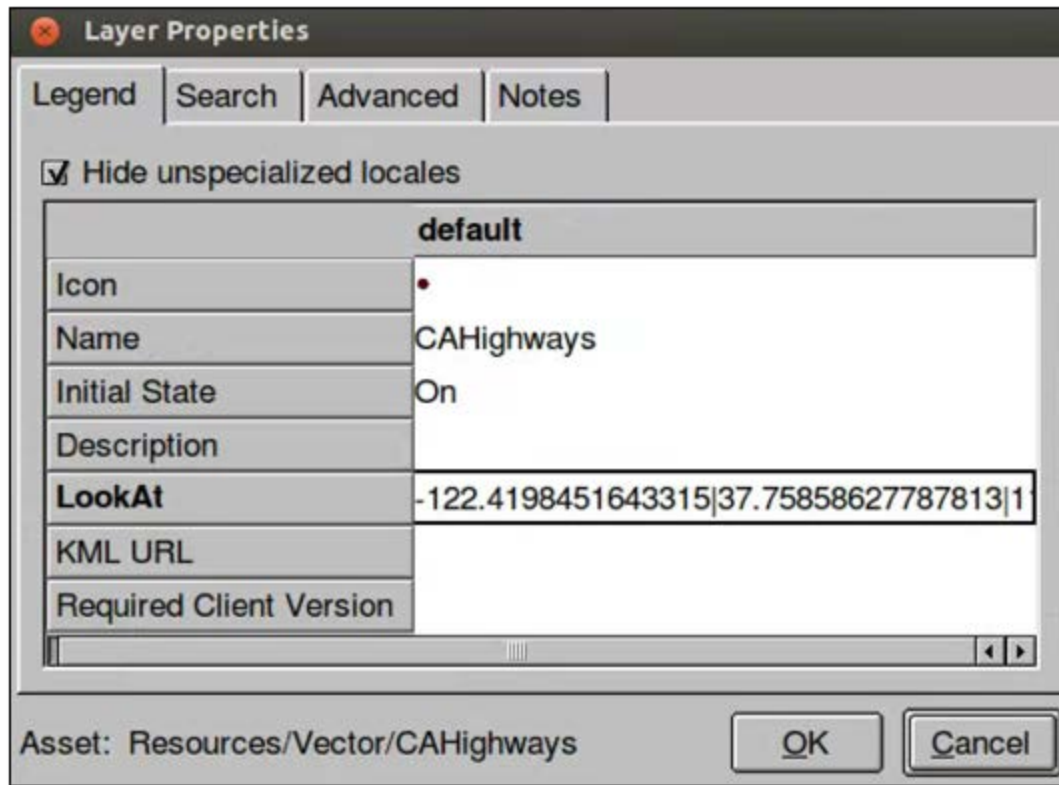 Layer Properties
Legend Search Advanced Notes
Hide unspecialized locales
default
Icon
Name CAHighways
Initial State On
Description
LookAt -122.4198451643315|37.75858627787813|1
KML URL
Required Client Version
Asset: Resources/Vector/CAHighways OK Cancel